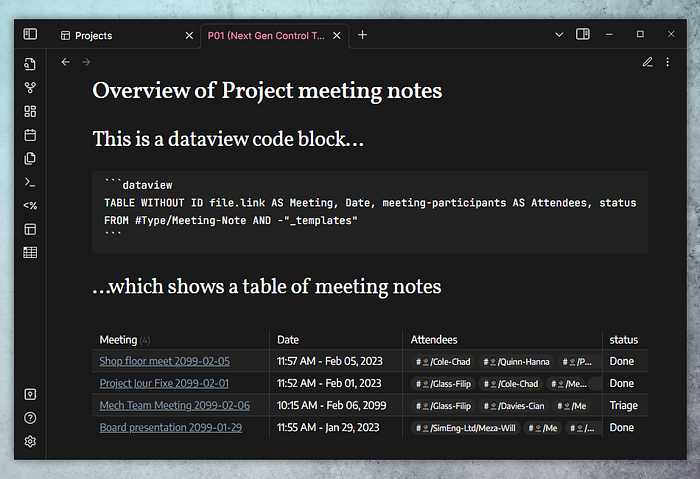 Projects
P01 (Next Gen Control T...
Overview of Project meeting notes
This is a dataview code block...
```dataview
TABLE WITHOUT ID file.link AS Meeting, Date, meeting-participants AS Attendees, status
FROM #Type/Meeting-Note AND -"_templates"
```
...which shows a table of meeting notes
Meeting (4) Date Attendees status
Shop floor meet 2099-02-05 11:57 AM - Feb 05, 2023 #/Cole-Chad #/Quinn-Hanna #/P... Done
Project Jour Fixe 2099-02-01 11:52 AM - Feb 01, 2023 #/Glass-Filip #/Cole-Chad #/Me... Done
Mech Team Meeting 2099-02-06 10:15 AM - Feb 06, 2099 #/Glass-Filip #/Davies-Cian #/Me Triage
Board presentation 2099-01-29 11:55 AM - Jan 29, 2023 #/SimEng-Ltd/Meza-Will #/Me #/... Done